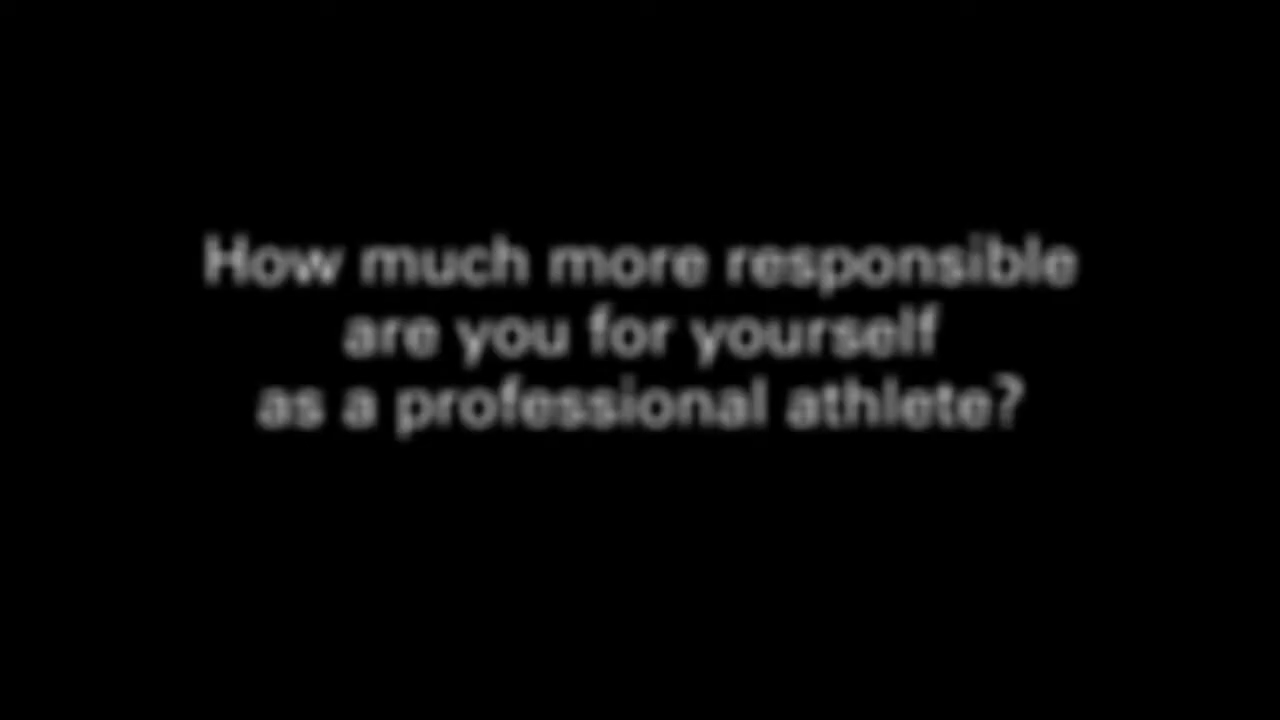 How much more responsible
are you for yourself
as a professional athlete?